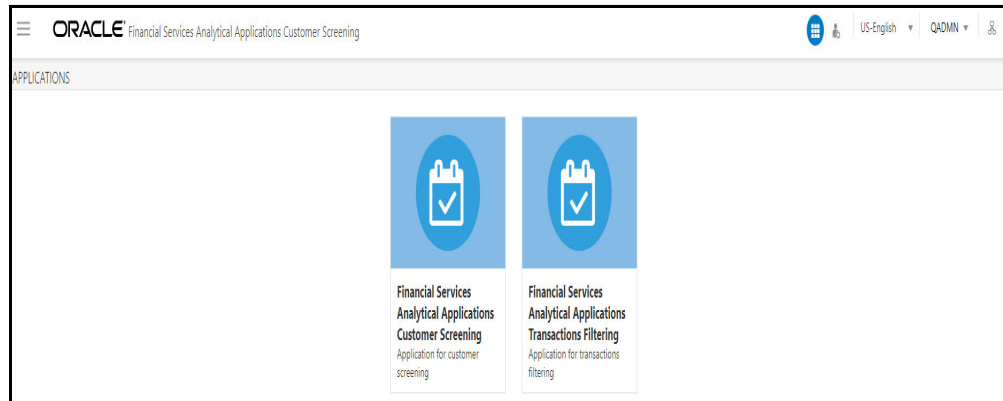 ORACLE® Financial Services Analytical Applications Customer Screening
US-English
QADMN
APPLICATIONS
Financial Services
Analytical Applications
Customer Screening
Application for customer
screening
Financial Services
Analytical Applications
Transactions Filtering
Application for transactions
filtering